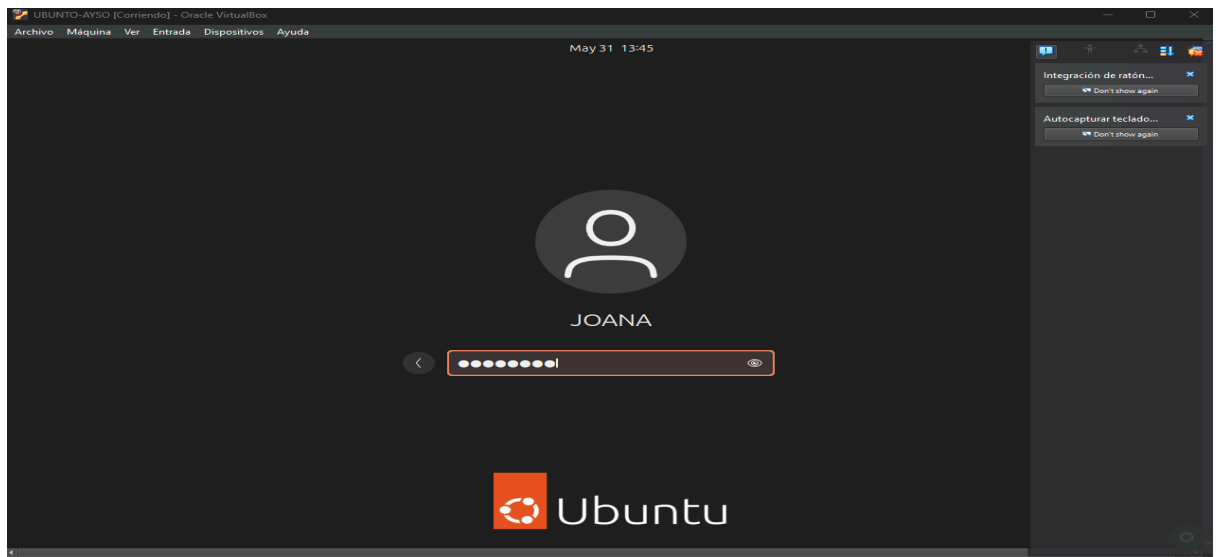 UBUNTO-AYSO [Corriendo] - Oracle VirtualBox
Archivo Máquina Ver Entrada Dispositivos Ayuda
May 31 13:45
Integración de ratón...
Don't show again
Autocapturar teclado...
Don't show again
JOANA
Ubuntu